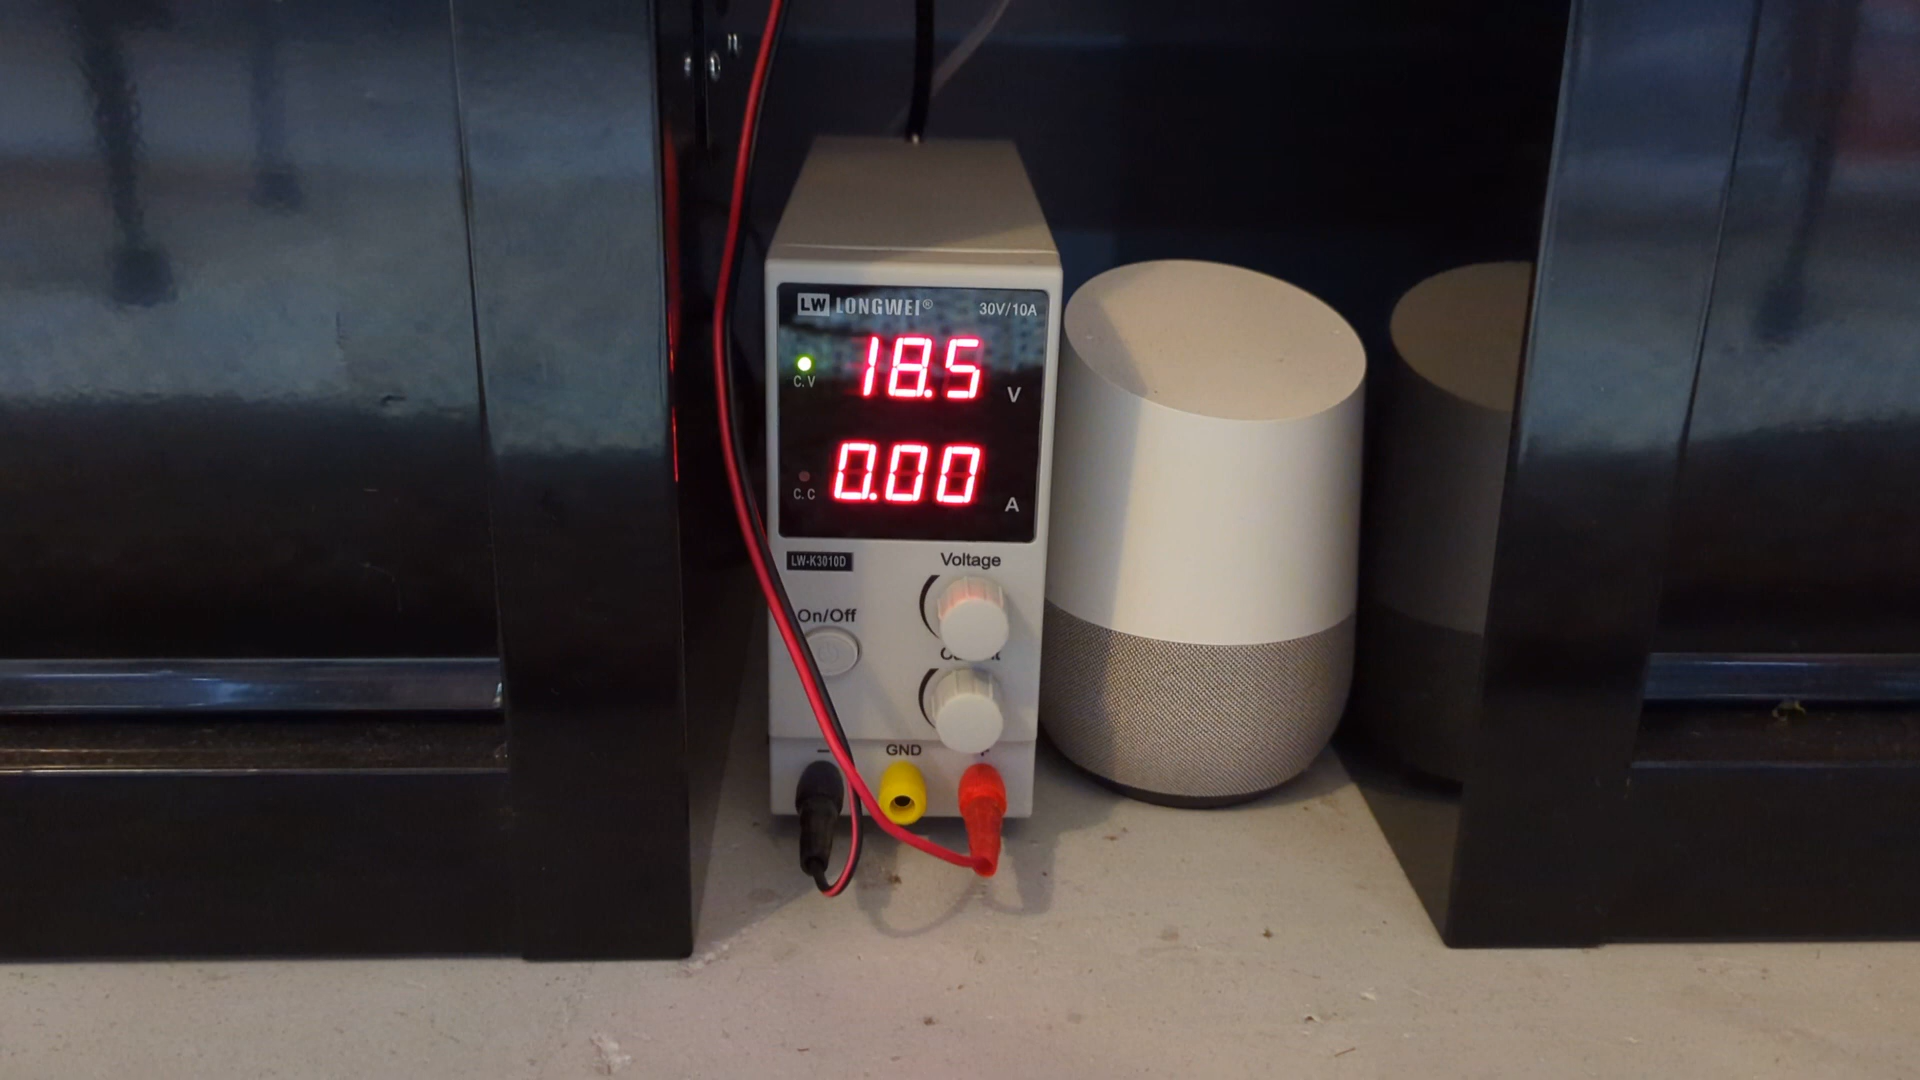 LW LONGWEI® 30V/10A
18.5 V
C.V
0.00 A
C.C
LW-K3010D
Voltage
On/Off
− GND +